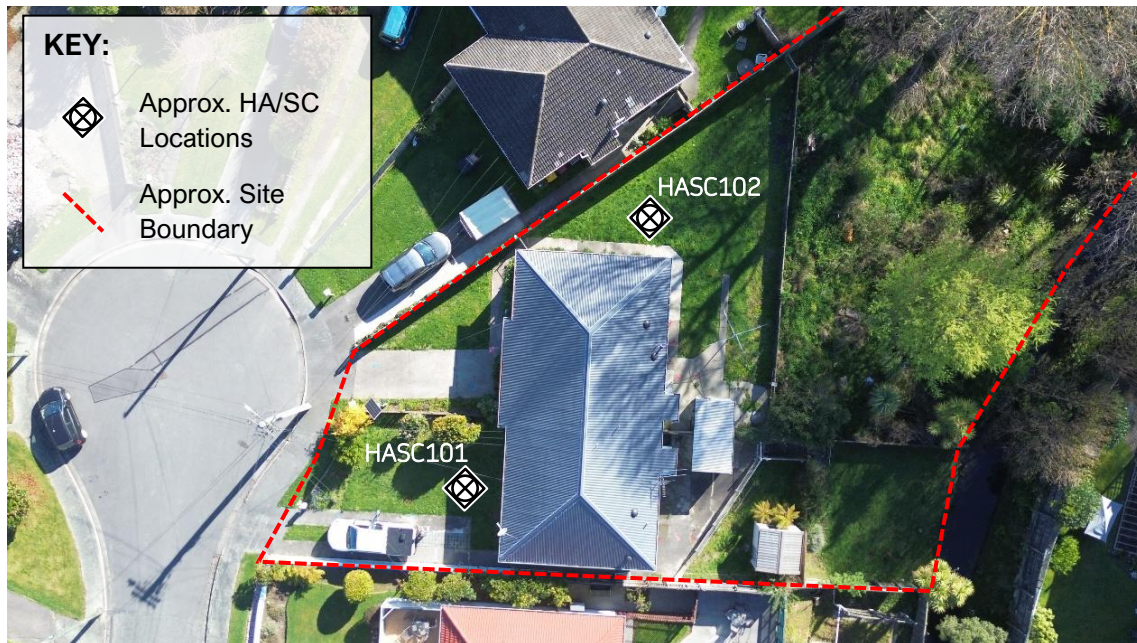 KEY:
Approx. HA/SC
Locations
Approx. Site
Boundary
HASC102
HASC101